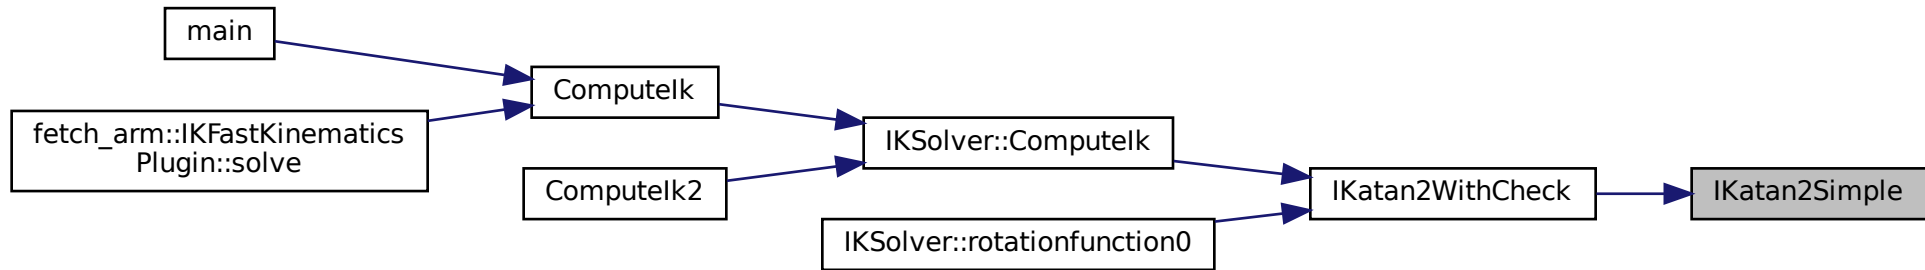 main
fetch_arm::IKFastKinematics
Plugin::solve
ComputeIk
ComputeIk2
IKSolver::ComputeIk
IKSolver::rotationfunction0
IKatan2WithCheck
IKatan2Simple